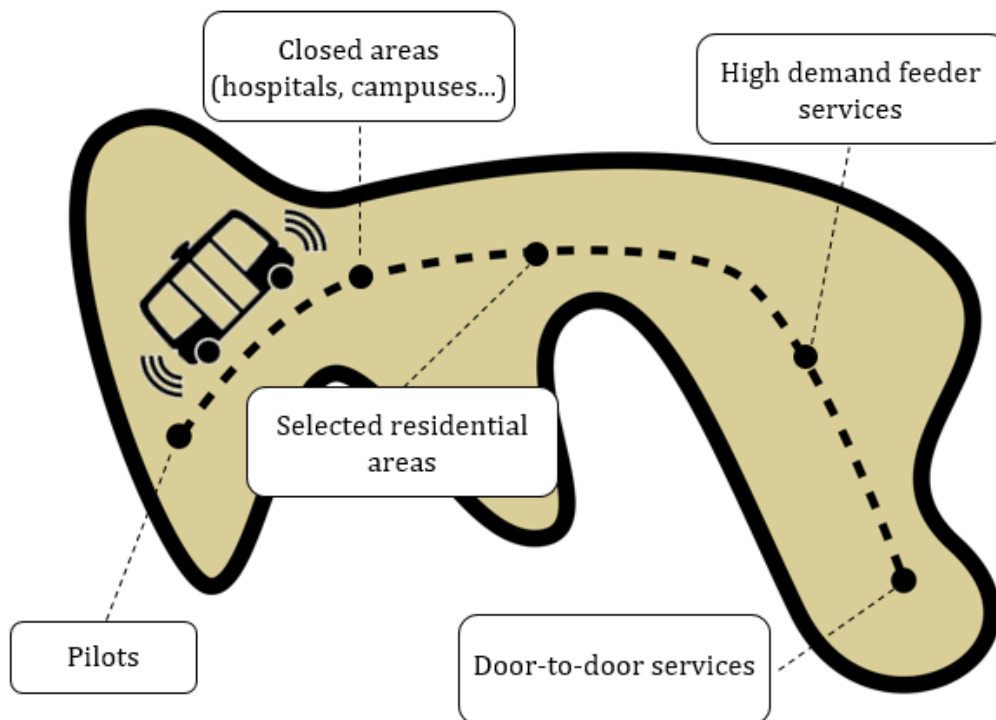 Closed areas
(hospitals, campuses...)
High demand feeder
services
Selected residential
areas
Pilots
Door-to-door services